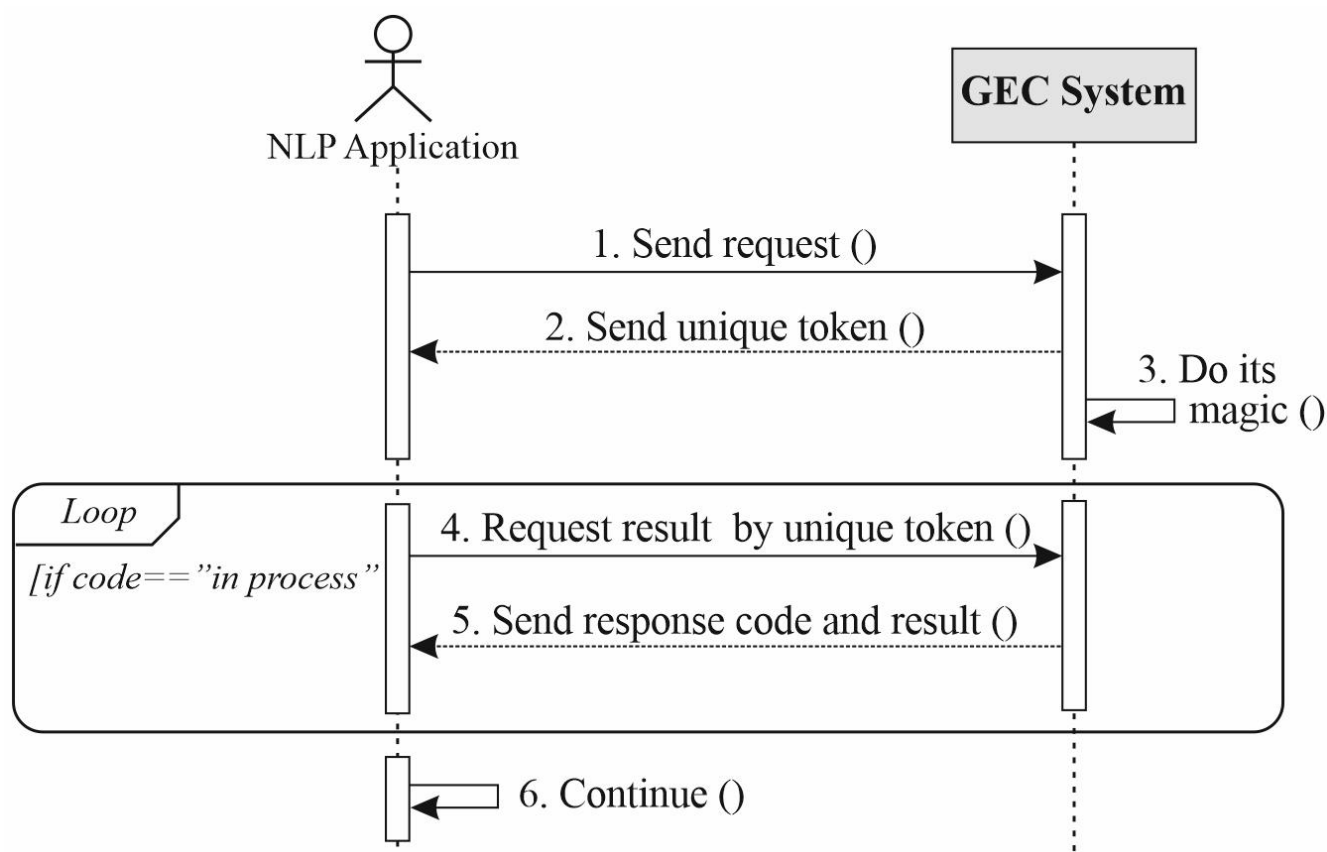 NLP Application
GEC System
1. Send request ()
2. Send unique token ()
3. Do its
magic ()
Loop
[if code==”in process”
4. Request result by unique token ()
5. Send response code and result ()
6. Continue ()